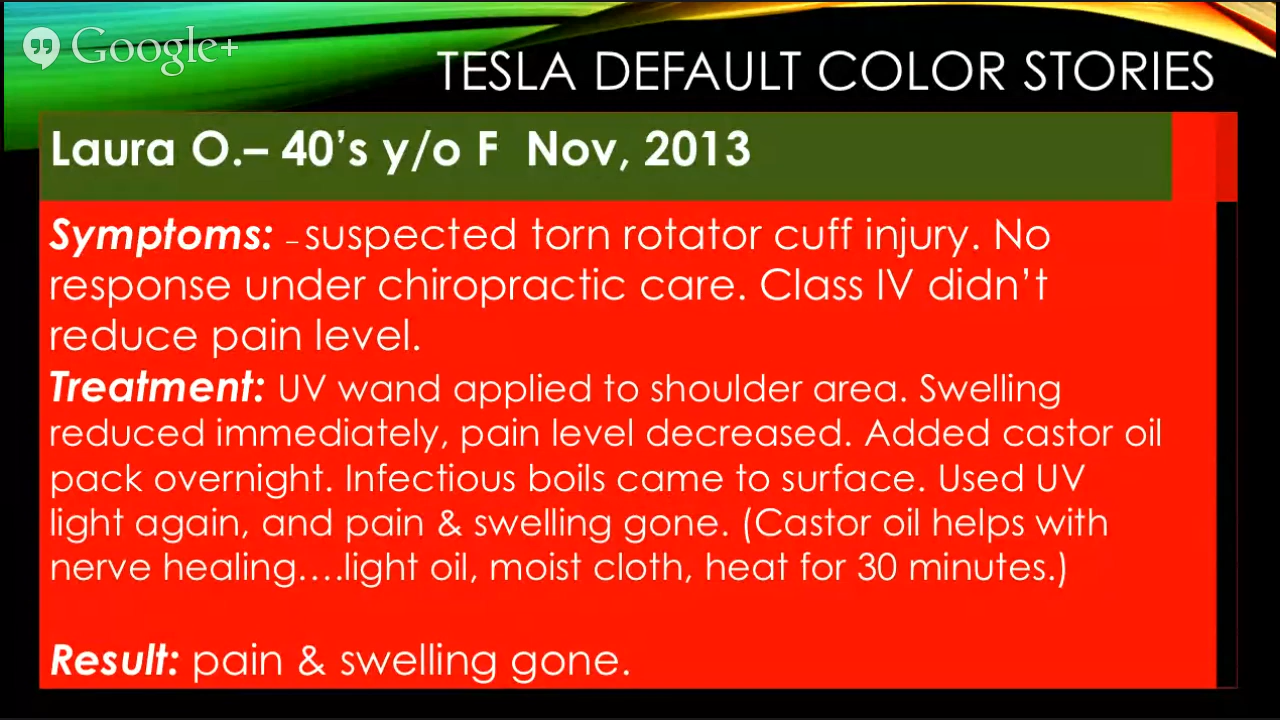 Google+
TESLA DEFAULT COLOR STORIES
Laura O.– 40’s y/o F  Nov, 2013
Symptoms: –suspected torn rotator cuff injury. No
response under chiropractic care. Class IV didn’t
reduce pain level.
Treatment: UV wand applied to shoulder area. Swelling
reduced immediately, pain level decreased. Added castor oil
pack overnight. Infectious boils came to surface. Used UV
light again, and pain & swelling gone. (Castor oil helps with
nerve healing….light oil, moist cloth, heat for 30 minutes.)
Result: pain & swelling gone.